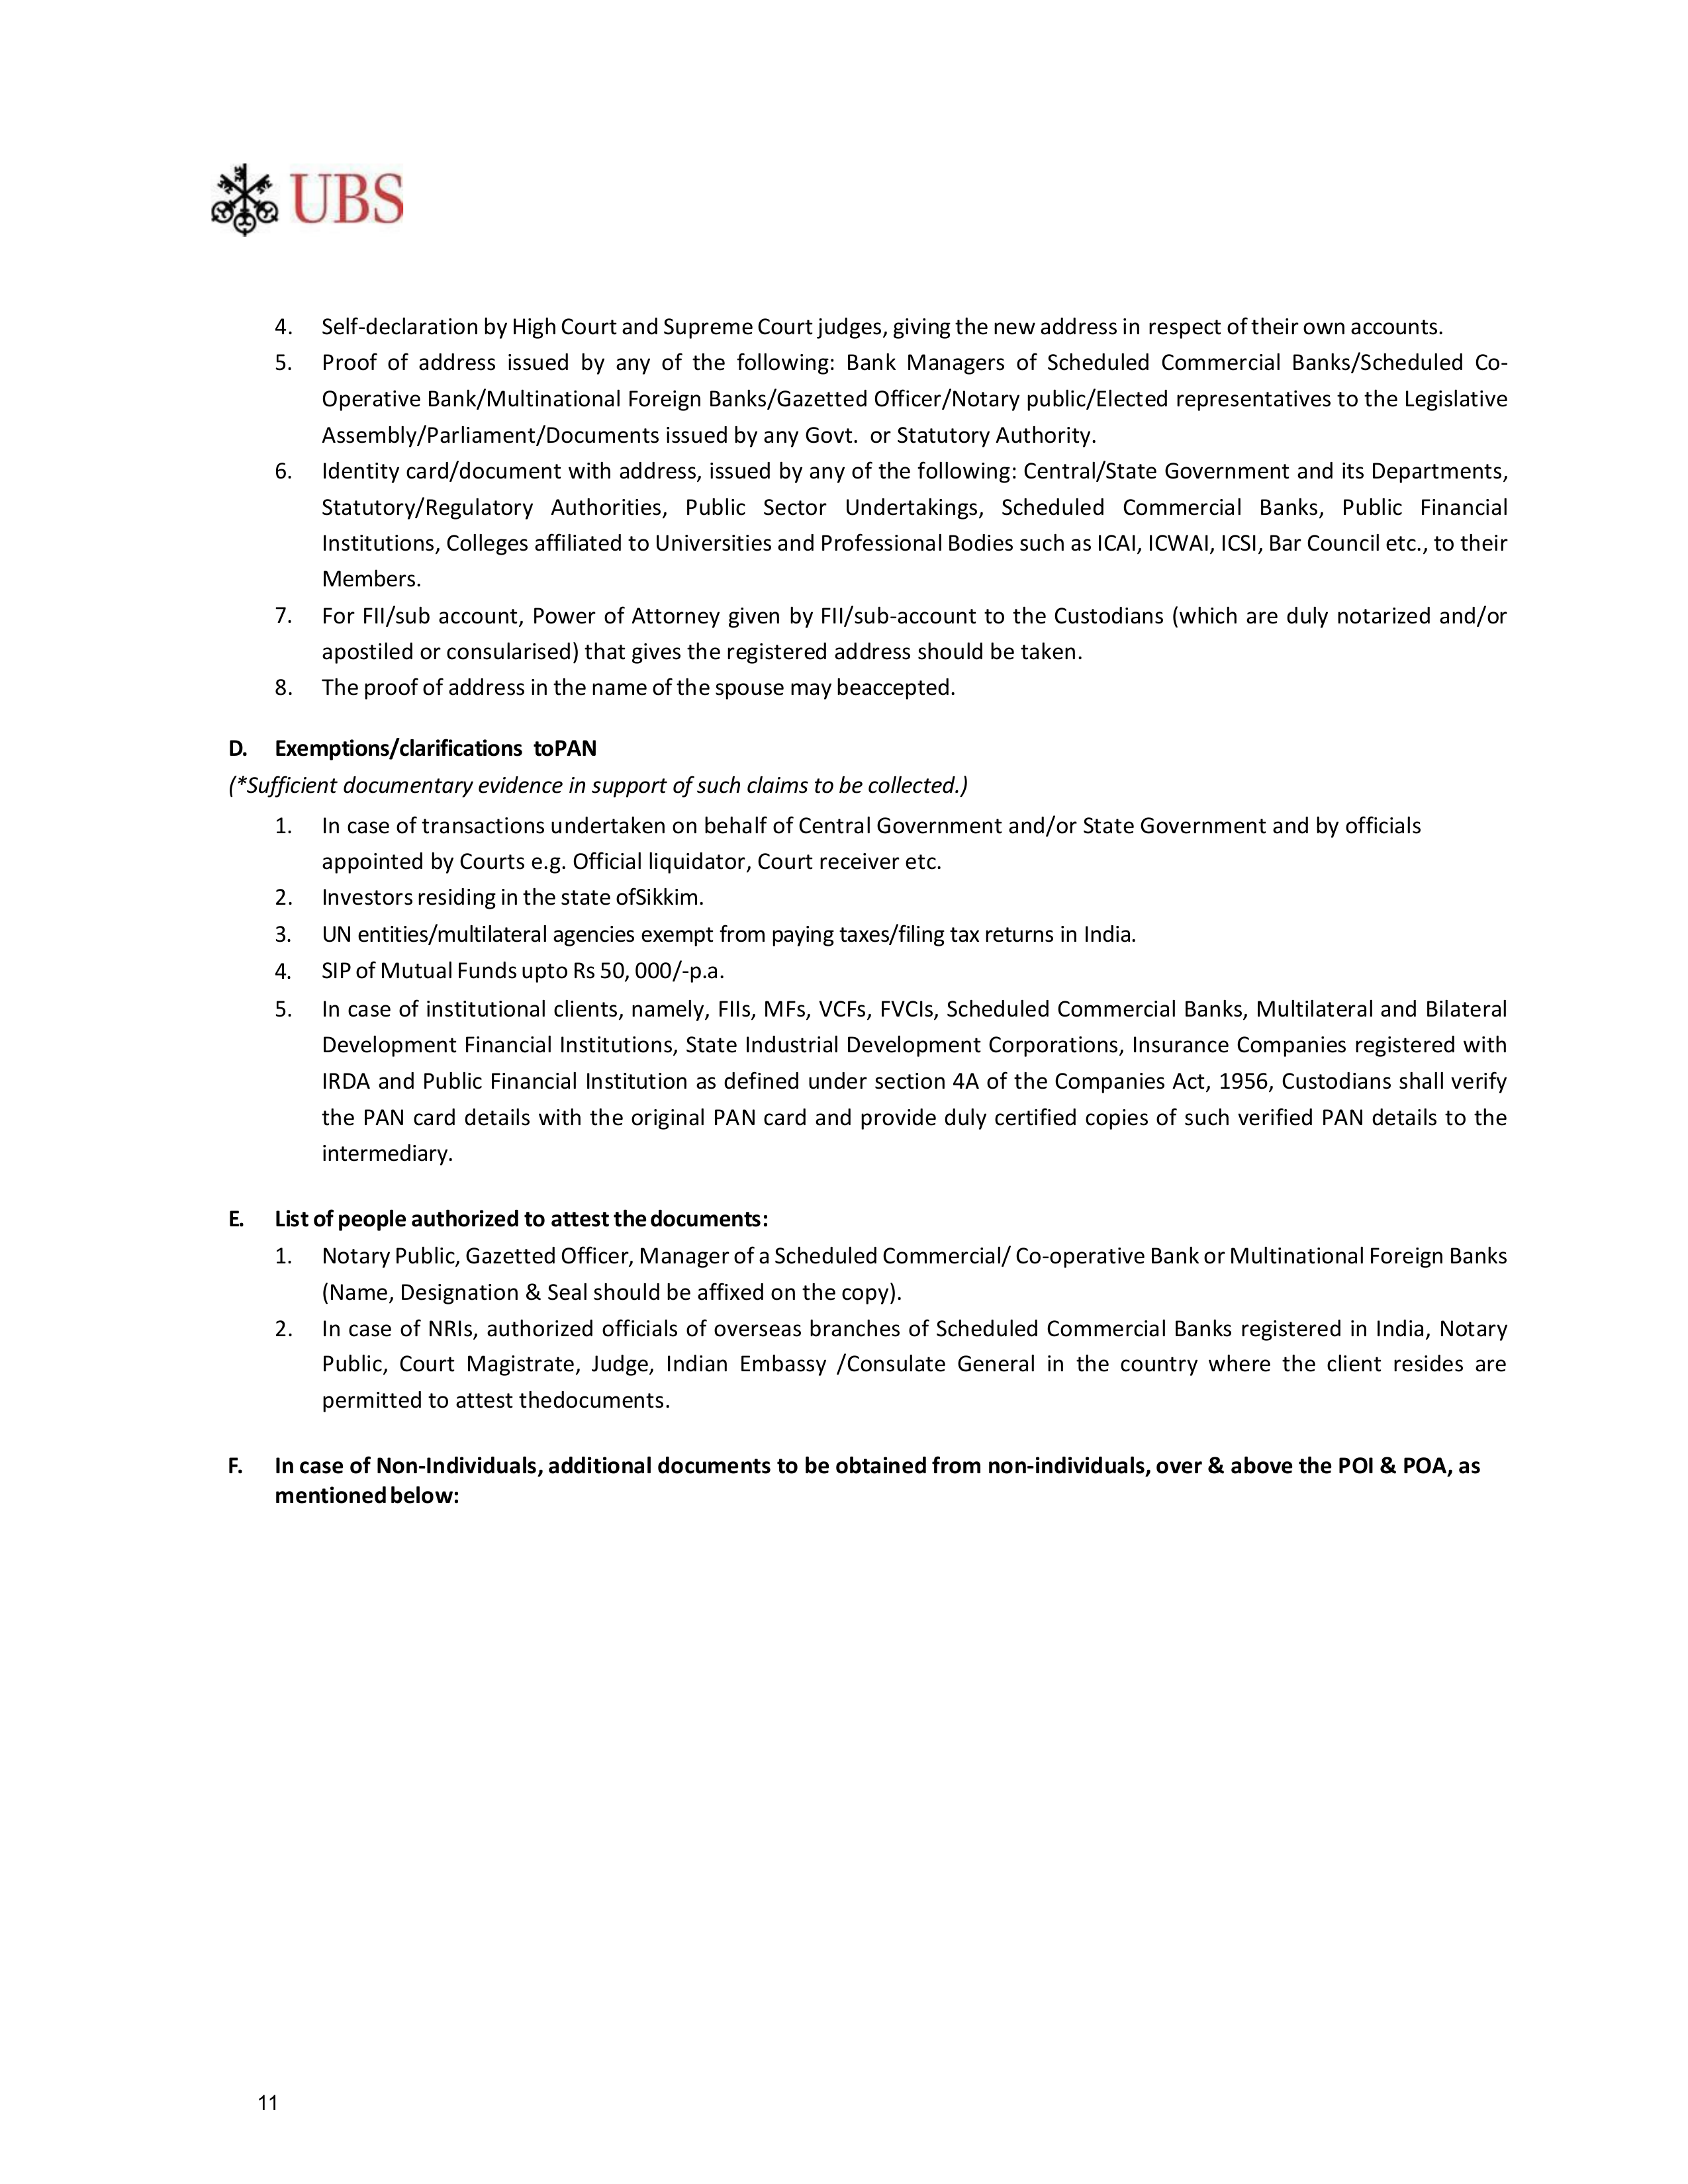 UBS
4. Self-declaration by High Court and Supreme Court judges, giving the new address in respect of their own accounts.
5. Proof of address issued by any of the following: Bank Managers of Scheduled Commercial Banks/Scheduled Co-
Operative Bank/Multinational Foreign Banks/Gazetted Officer/Notary public/Elected representatives to the Legislative
Assembly/Parliament/Documents issued by any Govt. or Statutory Authority.
6. Identity card/document with address, issued by any of the following: Central/State Government and its Departments,
Statutory/Regulatory Authorities, Public Sector Undertakings, Scheduled Commercial Banks, Public Financial
Institutions, Colleges affiliated to Universities and Professional Bodies such as ICAI, ICWAI, ICSI, Bar Council etc., to their
Members.
7. For FII/sub account, Power of Attorney given by FII/sub-account to the Custodians (which are duly notarized and/or
apostiled or consularised) that gives the registered address should be taken.
8. The proof of address in the name of the spouse may beaccepted.
D. Exemptions/clarifications toPAN
(*Sufficient documentary evidence in support of such claims to be collected.)
1. In case of transactions undertaken on behalf of Central Government and/or State Government and by officials
appointed by Courts e.g. Official liquidator, Court receiver etc.
2. Investors residing in the state ofSikkim.
3. UN entities/multilateral agencies exempt from paying taxes/filing tax returns in India.
4. SIP of Mutual Funds upto Rs 50, 000/-p.a.
5. In case of institutional clients, namely, FIIs, MFs, VCFs, FVCIs, Scheduled Commercial Banks, Multilateral and Bilateral
Development Financial Institutions, State Industrial Development Corporations, Insurance Companies registered with
IRDA and Public Financial Institution as defined under section 4A of the Companies Act, 1956, Custodians shall verify
the PAN card details with the original PAN card and provide duly certified copies of such verified PAN details to the
intermediary.
E. List of people authorized to attest thedocuments:
1. Notary Public, Gazetted Officer, Manager of a Scheduled Commercial/ Co-operative Bank or Multinational Foreign Banks
(Name, Designation & Seal should be affixed on the copy).
2. In case of NRIs, authorized officials of overseas branches of Scheduled Commercial Banks registered in India, Notary
Public, Court Magistrate, Judge, Indian Embassy /Consulate General in the country where the client resides are
permitted to attest thedocuments.
F. In case of Non-Individuals, additional documents to be obtained from non-individuals, over & above the POI & POA, as
mentioned below:
11